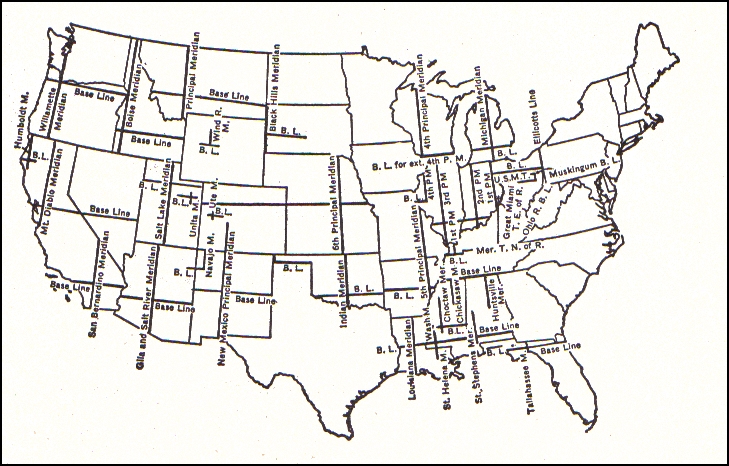 Humboldt M.
Willamette
Meridian
Base Line
Boise Meridian
Base Line
Principal Meridian
Base Line
Wind R.
M.
B. L.
Black Hills Meridian
B. L.
4th Principal Meridian
Michigan Meridian
B. L.
Ellicotts Line
B. L. for ext. 4th P. M.
B. L.
U.S.M.T.
Muskingum B. L.
B. L.
Mt. Diablo Meridian
Base Line
B. L.
Salt Lake Meridian
B. L.
Uinta M.
Ute M.
B. L.
6th Principal Meridian
B. L.
4th PM
3rd PM
2nd PM
1st PM
1st PM
Great Miami
T. E. of R.
Ohio R. B. L.
Mer. T. N. of R.
Navajo M.
B. L.
B. L.
Indian Meridian
B. L.
5th Principal Meridian
B. L.
B. L.
Base Line
Choctaw Mer.
Chickasaw M.
Huntsville
Mer.
Base Line
San Bernardino Meridian
Gila and Salt River Meridian
Base Line
New Mexico Principal Meridian
Base Line
Wash M.
B.L.
Base Line
B. L.
Louisiana Meridian
St. Helena M.
St. Stephens Mer.
B. L.
Tallahassee M.
Base Line